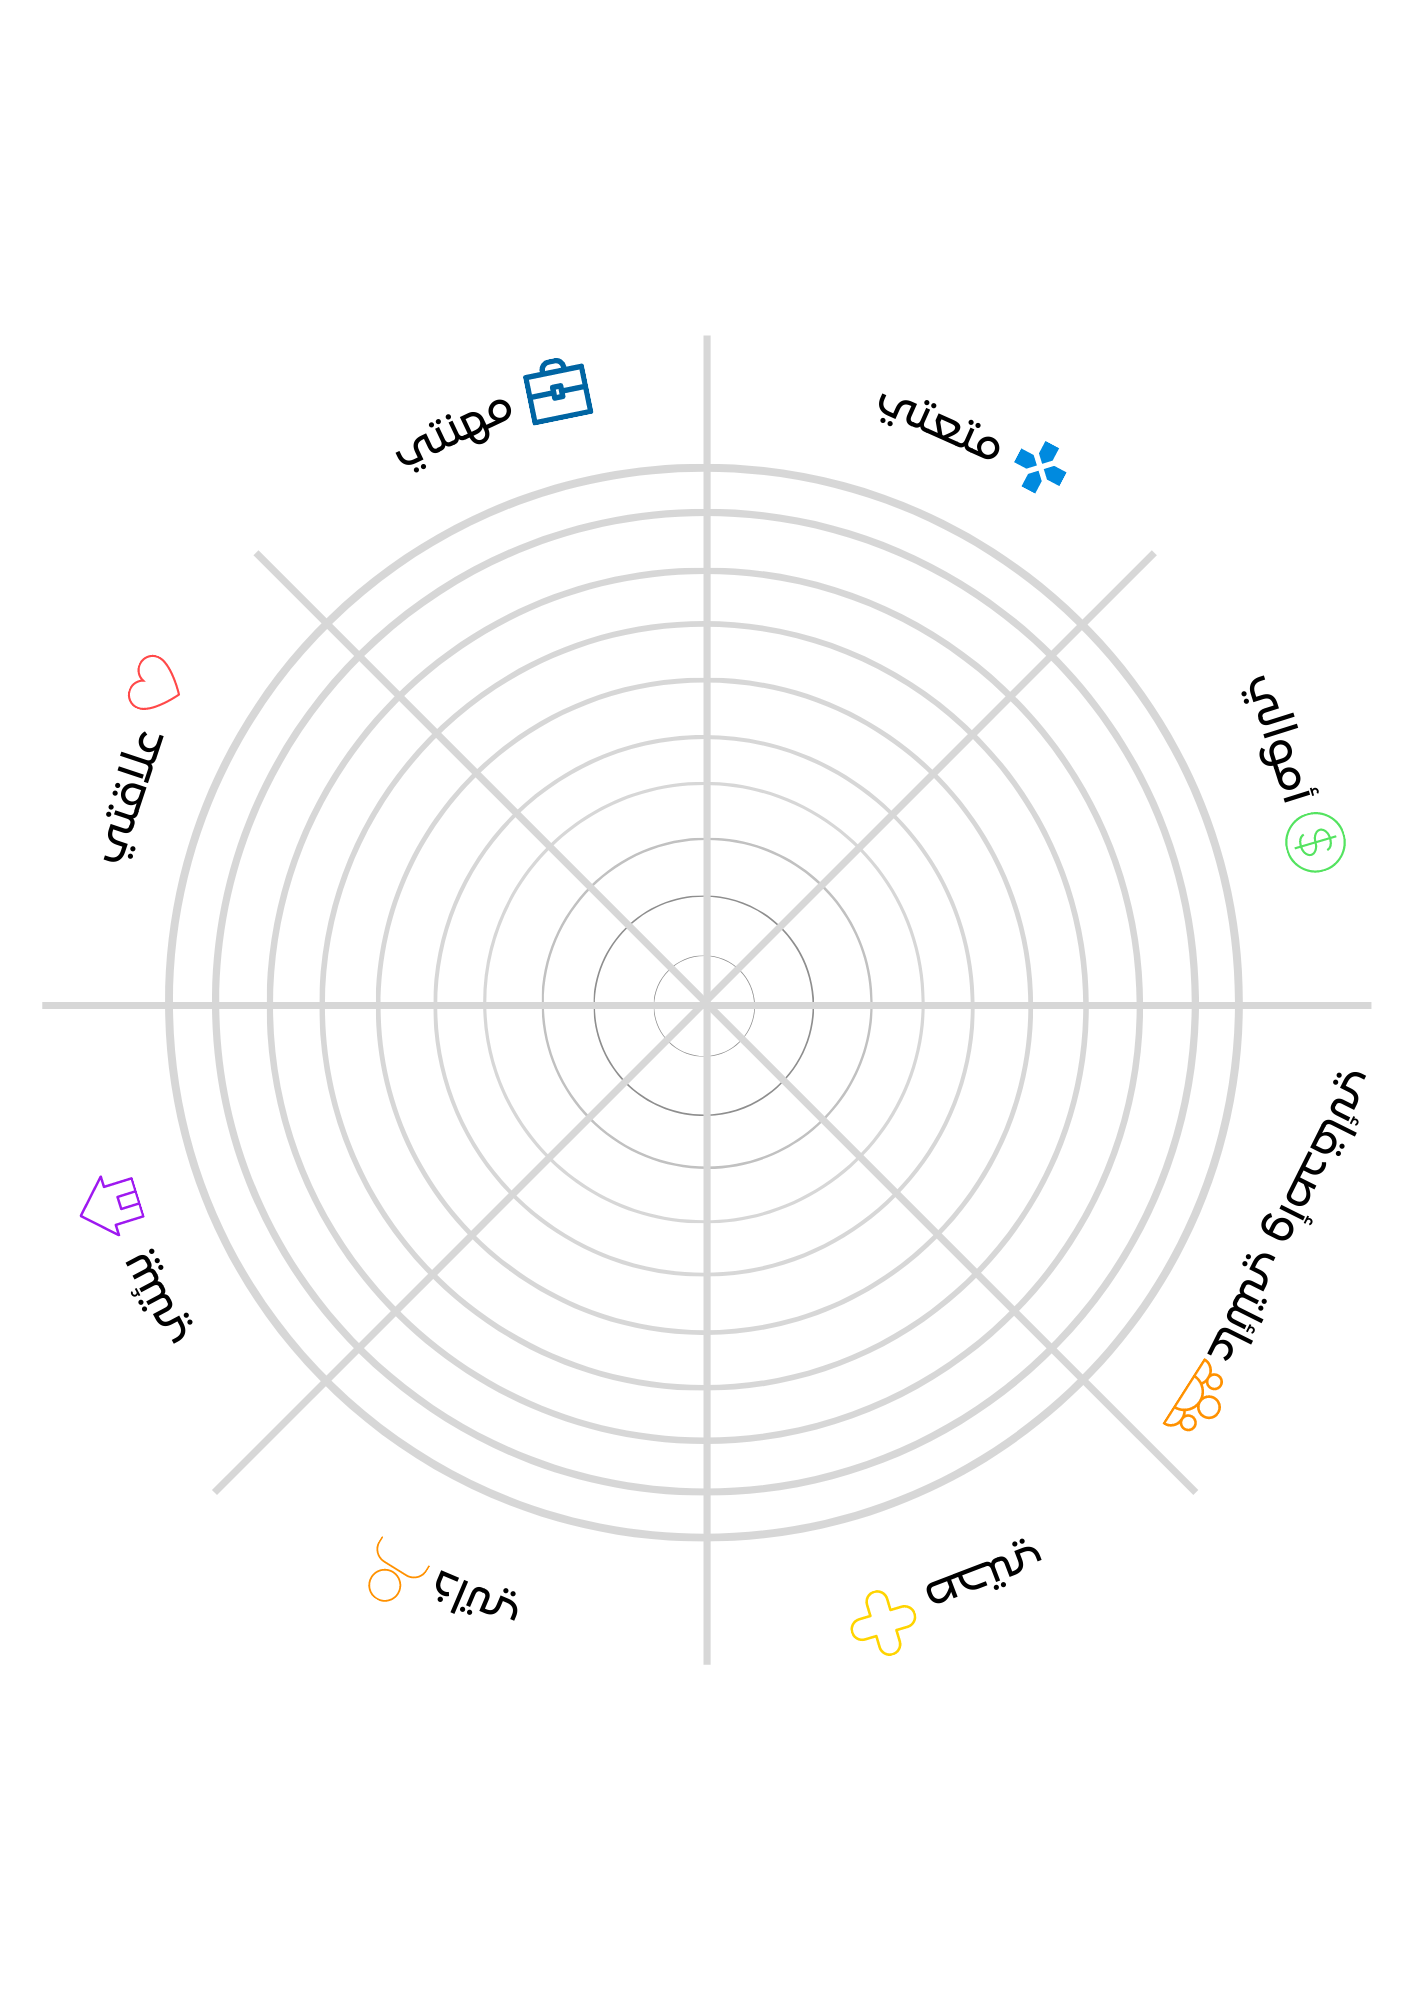 مهنتي
متعتي
أموالي
عائلتي وأصدقائي
صحتي
ذاتي
بيئتي
علاقتي